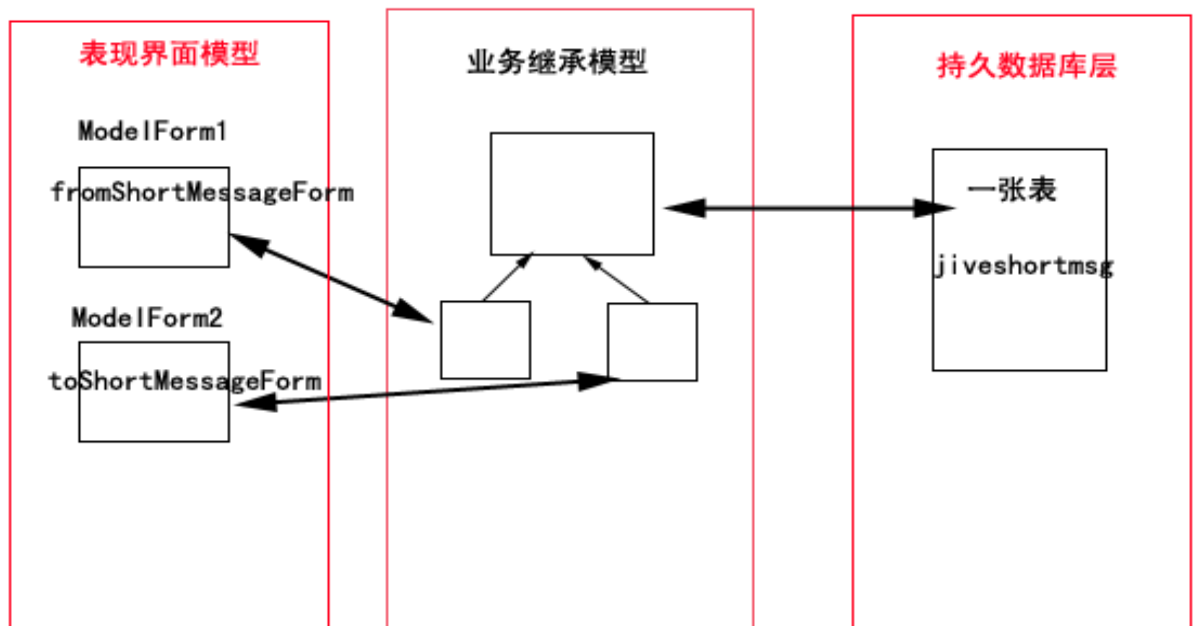 表现界面模型
ModelForm1
fromShortMessageForm
ModelForm2
toShortMessageForm
业务继承模型
持久数据库层
一张表
jiveshortmsg